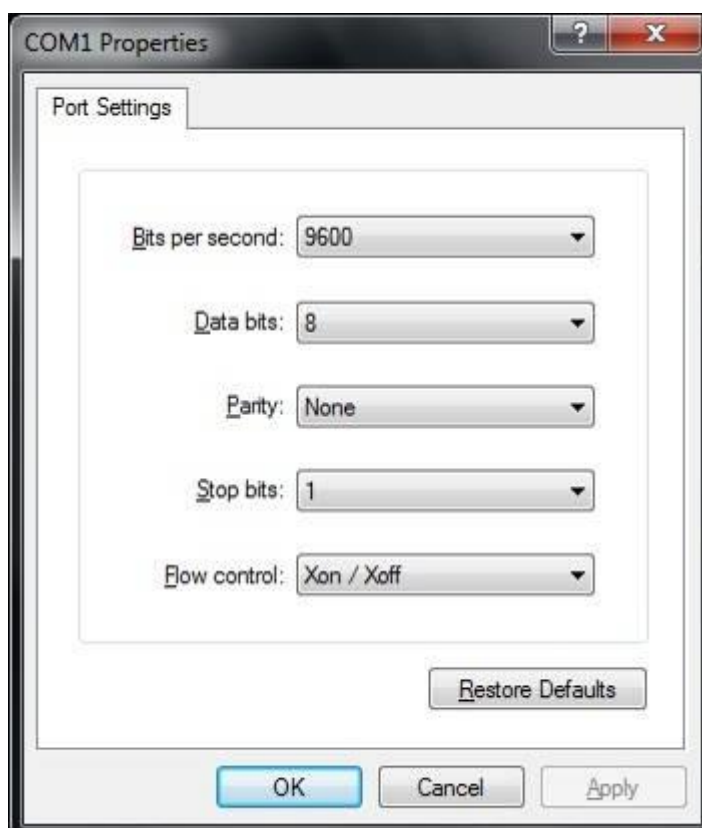 COM1 Properties
?
Port Settings
Bits per second: 9600
Data bits: 8
Parity: None
Stop bits: 1
Flow control: Xon / Xoff
Restore Defaults
OK Cancel Apply